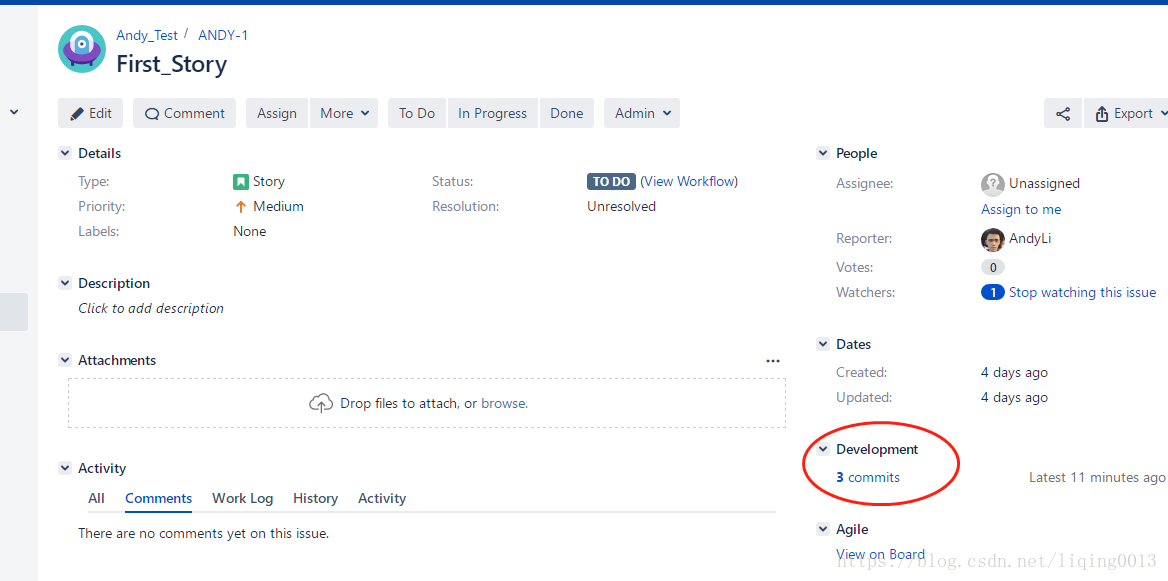 Andy_Test / ANDY-1
First_Story
Edit Comment Assign More To Do In Progress Done Admin Export
Details
Type: Story Status: TO DO (View Workflow)
Priority: Medium Resolution: Unresolved
Labels: None
Description
Click to add description
Attachments
Drop files to attach, or browse.
Activity
All Comments Work Log History Activity
There are no comments yet on this issue.
People
Assignee: ? Unassigned
Assign to me
Reporter: AndyLi
Votes: 0
Watchers: 1 Stop watching this issue
Dates
Created: 4 days ago
Updated: 4 days ago
Development
3 commits Latest 11 minutes ago
Agile
View on Board
https://blog.csdn.net/liqing0013